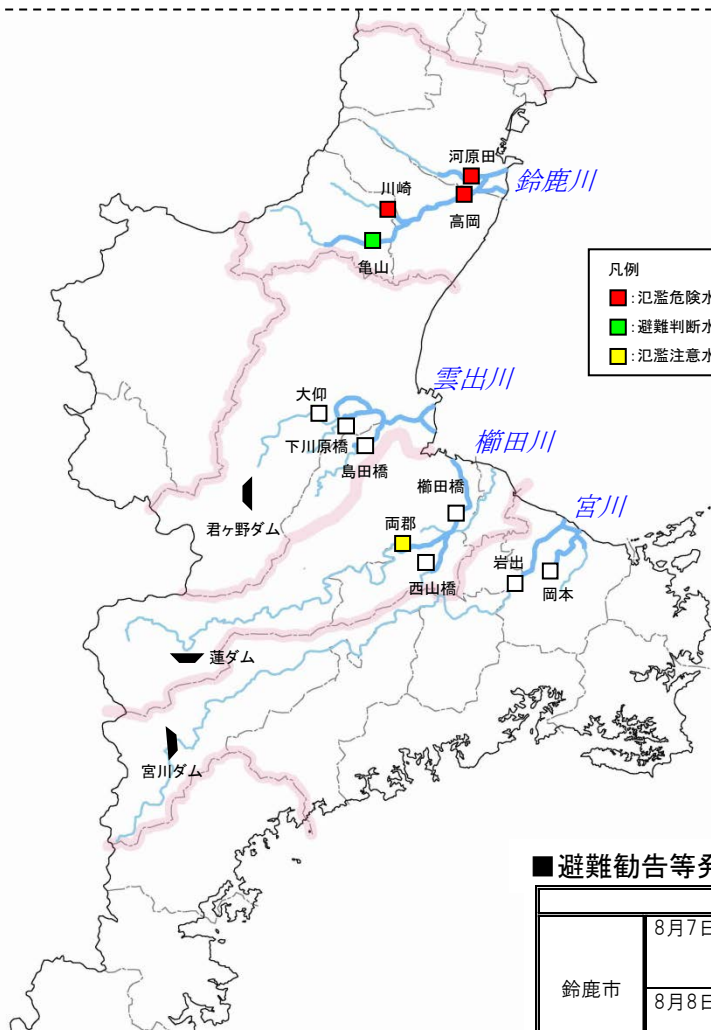 河原田
鈴鹿川
川崎
高岡
亀山
凡例
:氾濫危険水
:避難判断水
:氾濫注意水
雲出川
大仰
下川原橋
島田橋
櫛田川
櫛田橋
宮川
君ヶ野ダム
両郡
西山橋
岩出
岡本
蓮ダム
宮川ダム
■避難勧告等発
鈴鹿市
8月7日
8月8日